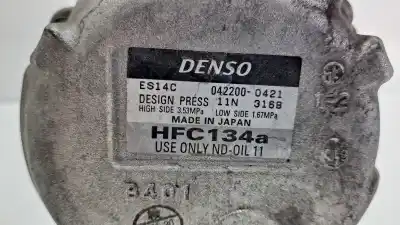 DENSO
ES14C 042200-0421
DESIGN PRESS 11N 3168
HIGH SIDE 3.53MPa LOW SIDE 1.67MPa
MADE IN JAPAN
HFC134a
USE ONLY ND-OIL 11